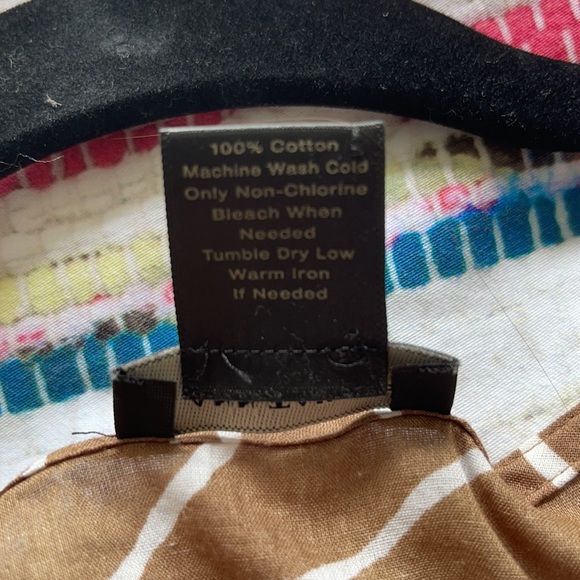 100% Cotton
Machine Wash Cold
Only Non-Chlorine
Bleach When
Needed
Tumble Dry Low
Warm Iron
If Needed